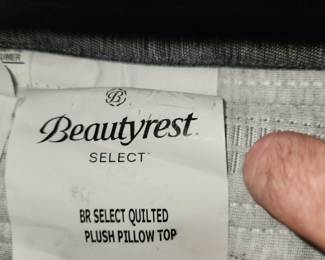 B
Beautyrest
SELECT
BR SELECT QUILTED
PLUSH PILLOW TOP